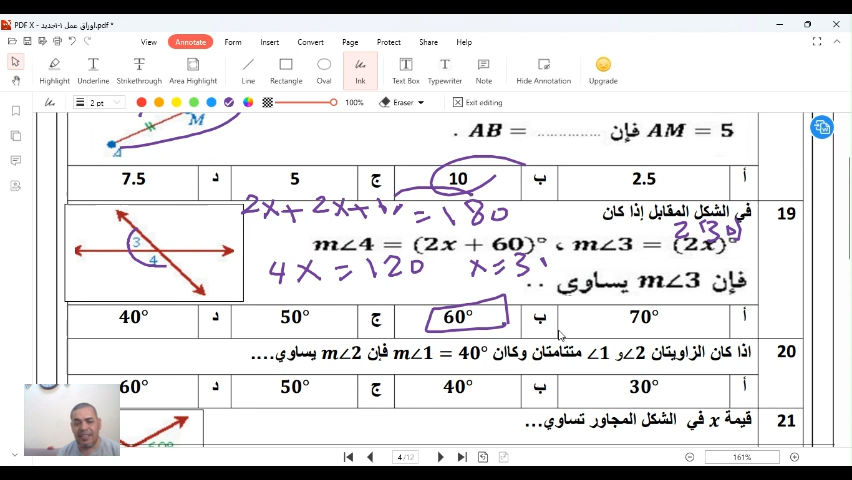 PDF X - اوراق عمل ١-١جديد.pdf *
View Annotate Form Insert Convert Page Protect Share Help
Highlight Underline Strikethrough Area Highlight Line Rectangle Oval Ink Text Box Typewriter Note Hide Annotation Upgrade
2 pt 100% Eraser Exit editing
M
A
AM = 5 فإن AB = .................. .
أ 2.5 ب 10 ج 5 د 7.5
19 في الشكل المقابل إذا كان
2x + 2x + = 180
2(30)
m∠4 = (2x + 60)° ، m∠3 = (2x)°
4x = 120 x = 3
فإن m∠3 يساوي ..
3
4
أ 70° ب 60° ج 50° د 40°
20 اذا كان الزاويتان 2∠و 1∠ متتامتان وكاان m∠1 = 40° فإن m∠2 يساوي....
أ 30° ب 40° ج 50° د 60°
21 قيمة x في الشكل المجاور تساوي...
4/12 161%